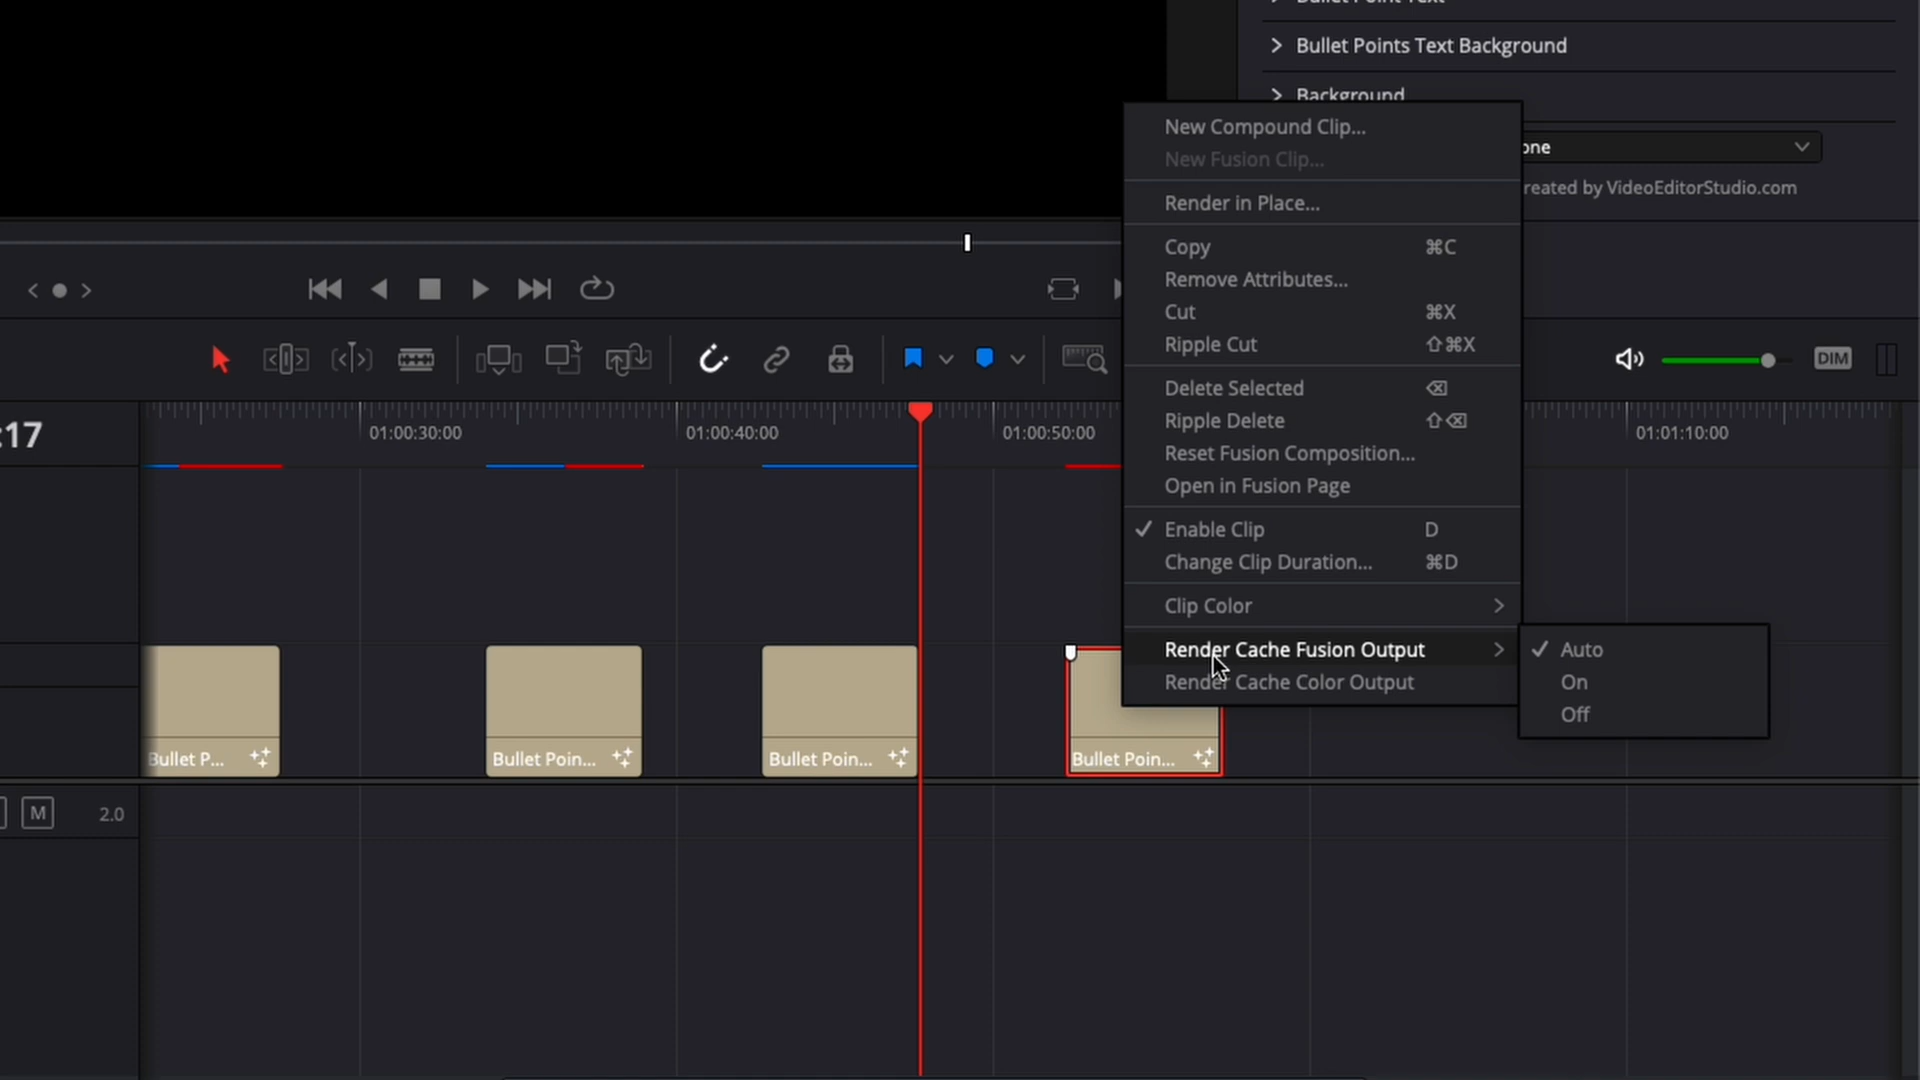 Bullet Point Text
Bullet Points Text Background
Background
one
reated by VideoEditorStudio.com
New Compound Clip...
New Fusion Clip...
Render in Place...
Copy ⌘C
Remove Attributes...
Cut ⌘X
Ripple Cut ⇧⌘X
Delete Selected ⌫
Ripple Delete ⇧⌫
Reset Fusion Composition...
Open in Fusion Page
Enable Clip D
Change Clip Duration... ⌘D
Clip Color
Render Cache Fusion Output
Render Cache Color Output
Auto
On
Off
DIM
:17
01:00:30:00
01:00:40:00
01:00:50:00
01:01:10:00
Bullet P...
Bullet Poin...
Bullet Poin...
Bullet Poin...
M 2.0